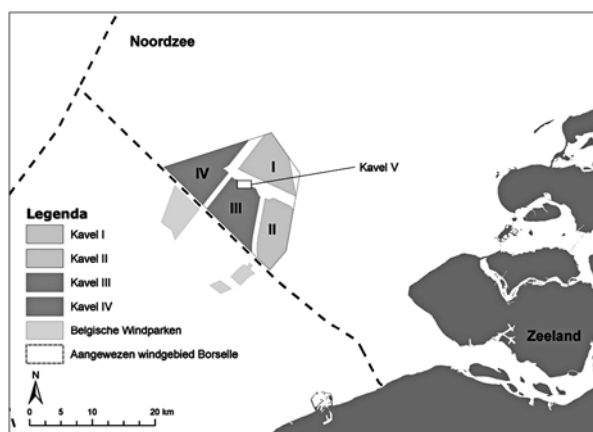 Noordzee
Kavel V
IV
I
III
II
Legenda
Kavel I
Kavel II
Kavel III
Kavel IV
Belgische Windparken
Aangewezen windgebied Borselle
Zeeland
N
0 5 10 20 km